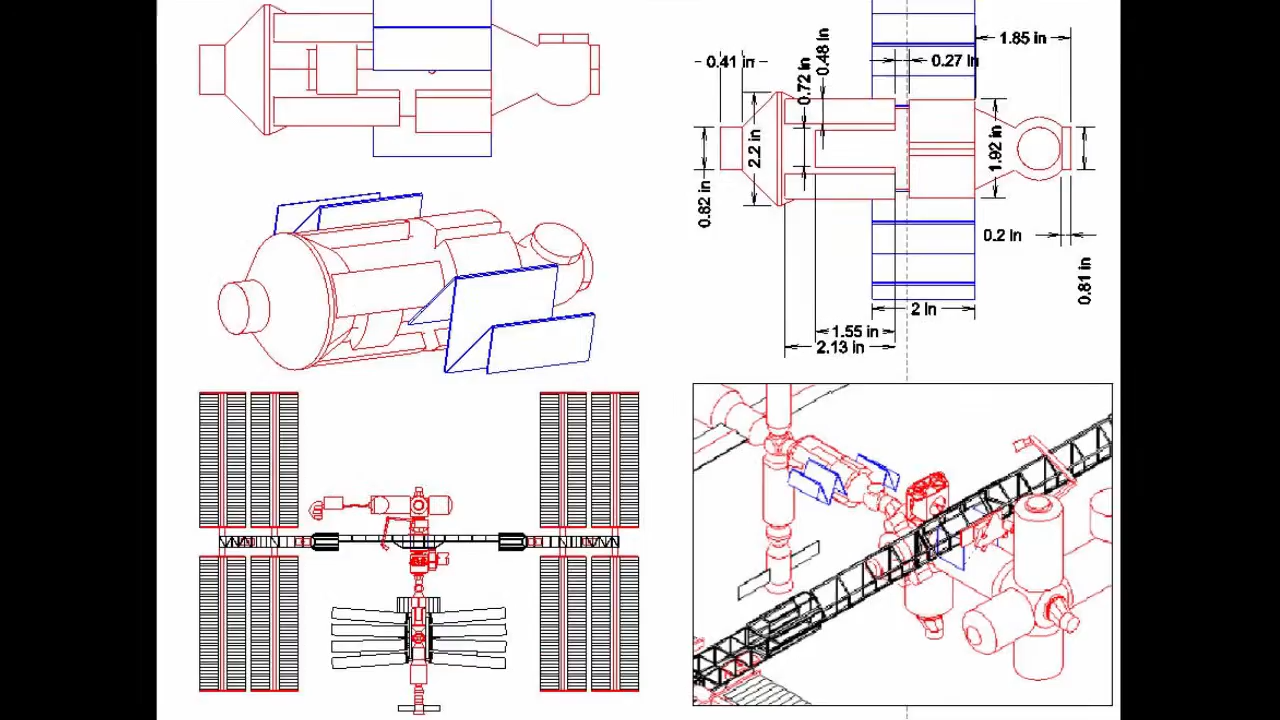 1.85 in
0.41 in
0.48 in
0.27 in
0.72 in
2.2 in
1.92 in
0.82 in
0.2 in
0.81 in
2 in
1.55 in
2.13 in